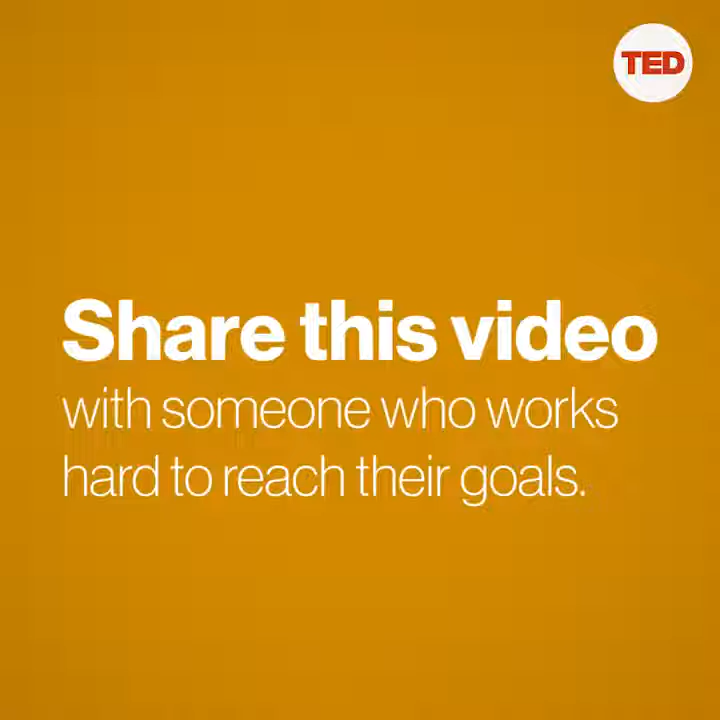 TED
Share this video
with someone who works
hard to reach their goals.